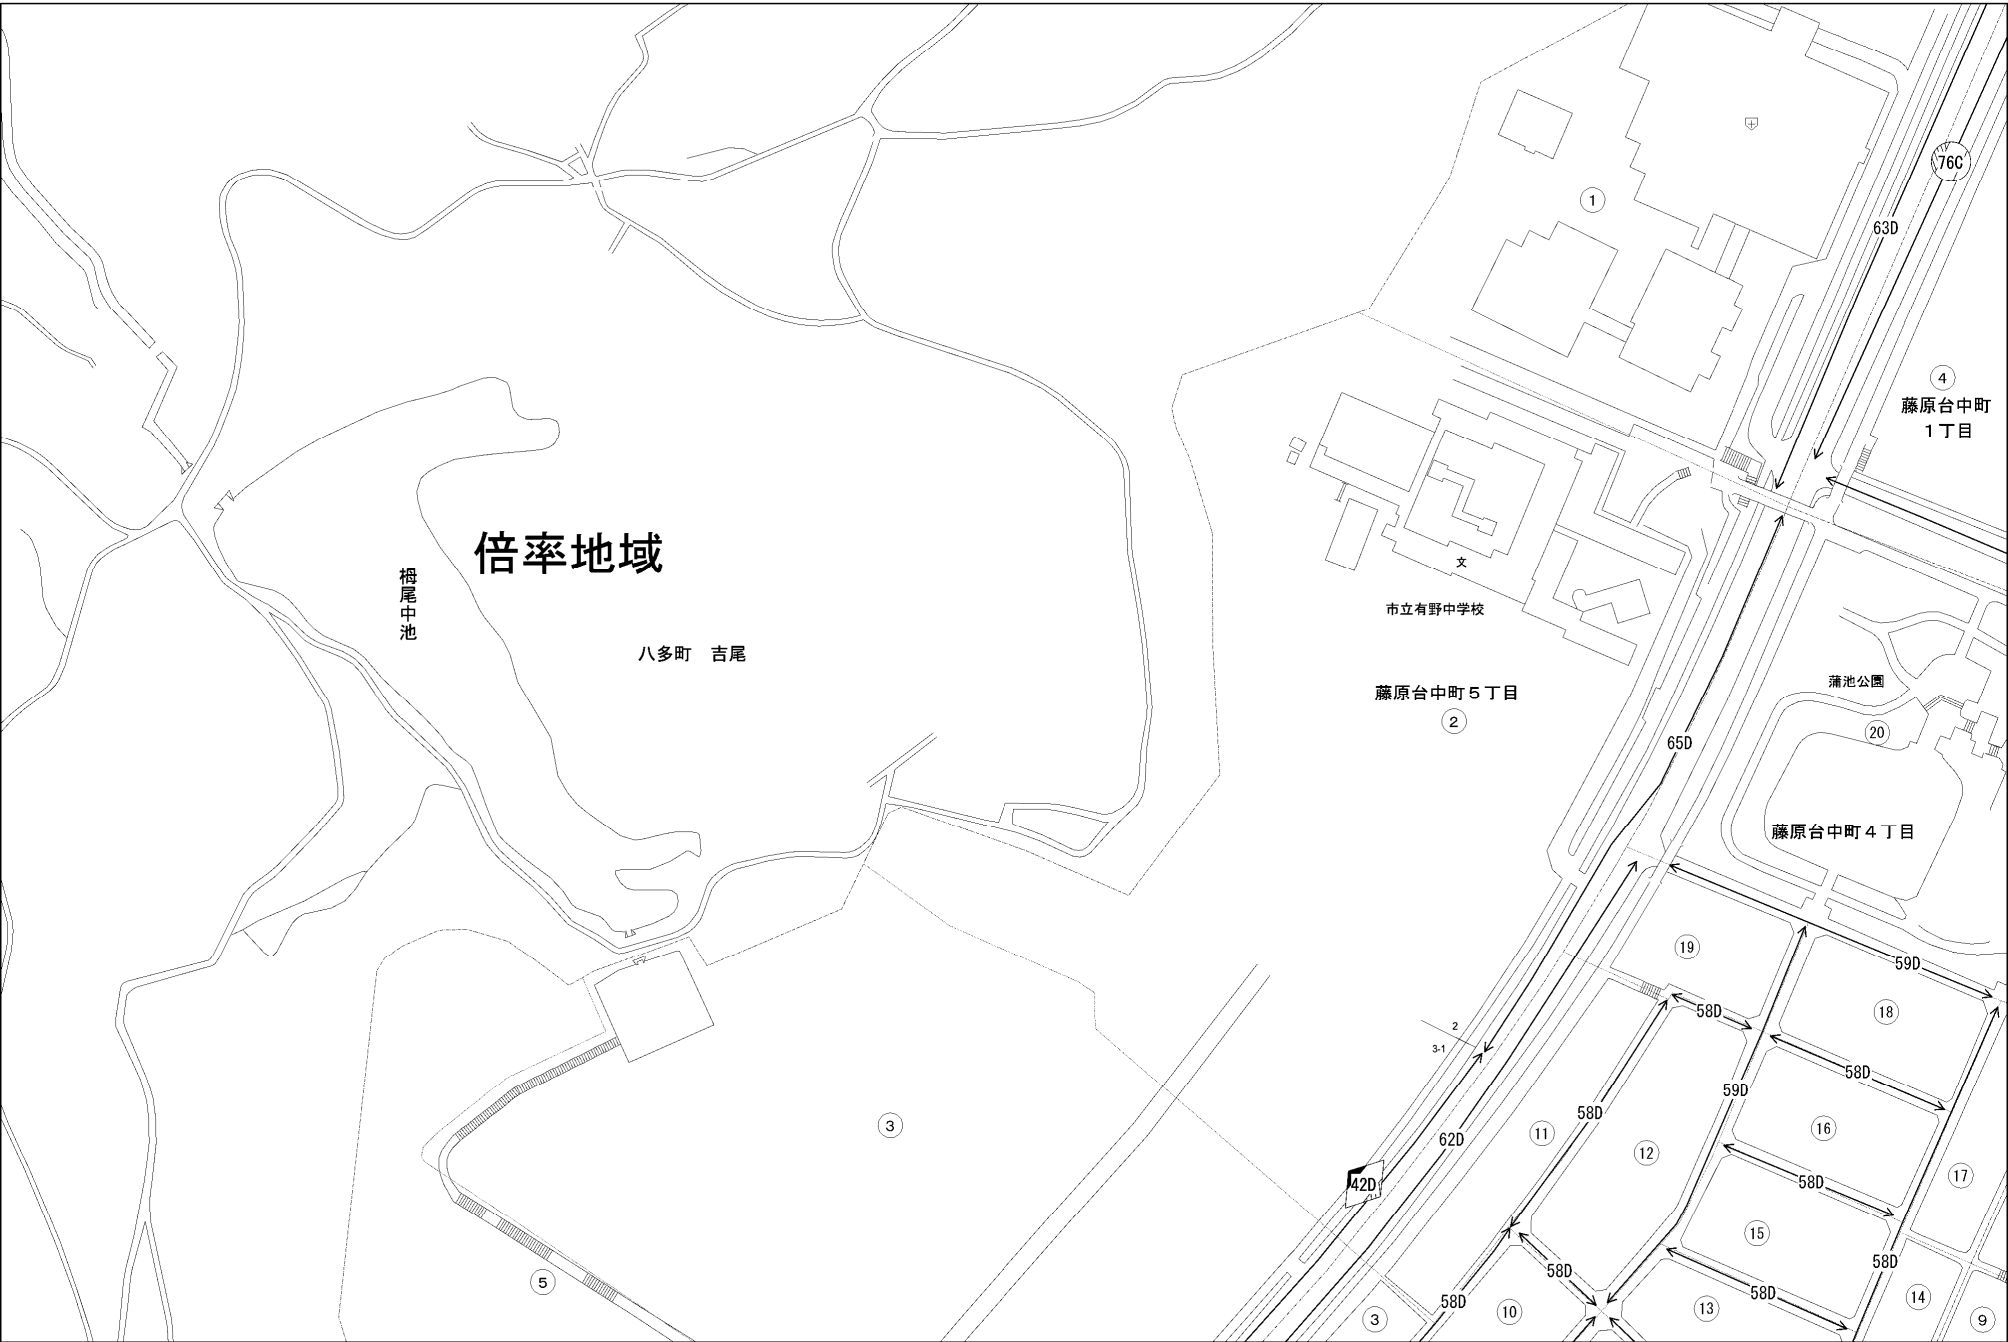 76C
①
63D
④
藤原台中町
１丁目
倍率地域
栂尾中池
文
市立有野中学校
八多町　吉尾
蒲池公園
藤原台中町５丁目
②
⑳
65D
藤原台中町４丁目
⑲
59D
58D
⑱
2
3-1
58D
59D
58D
③
62D
⑪
⑯
⑫
42D
58D
⑰
⑮
58D
58D
⑤
58D
58D
⑭
⑬
⑩
③
⑨